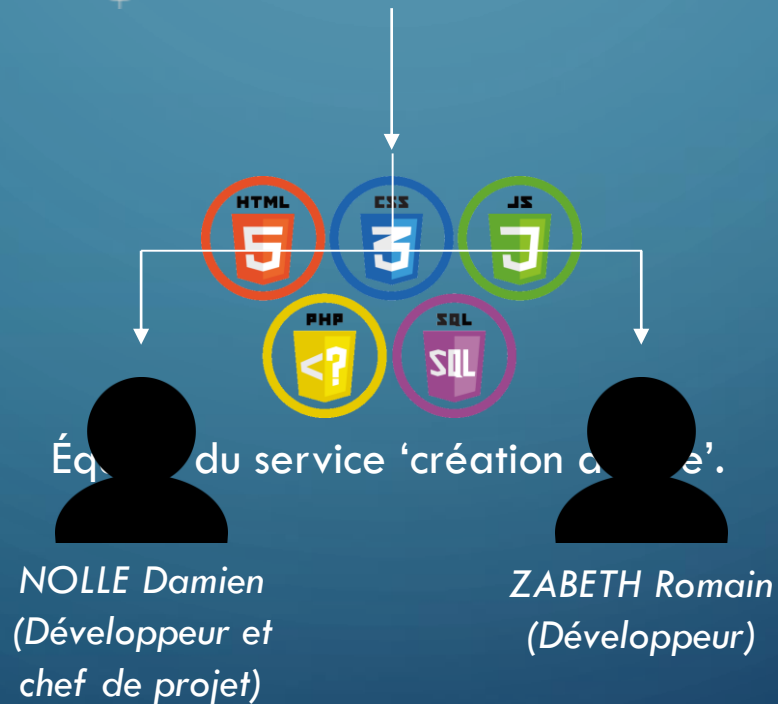 HTML CSS JS
5 3
PHP SQL
<? SQL
du service ‘création e’.
NOLLE Damien
(Développeur et
chef de projet)
ZABETH Romain
(Développeur)